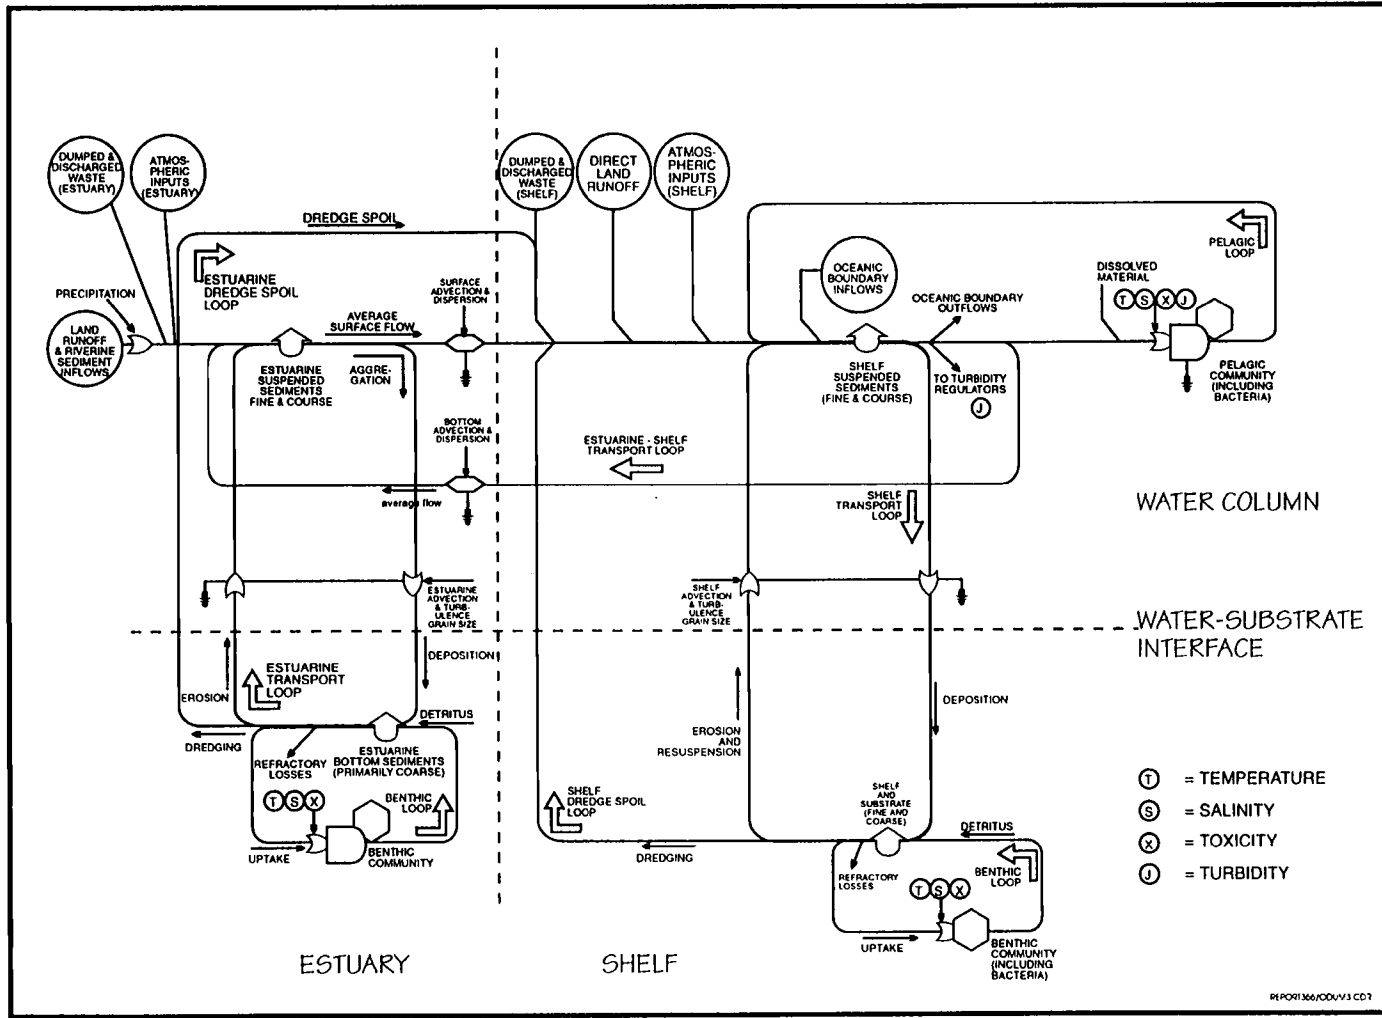 DUMPED &
DISCHARGED
WASTE
(ESTUARY)
ATMOS-
PHERIC
INPUTS
(ESTUARY)
DUMPED &
DISCHARGED
WASTE
(SHELF)
DIRECT
LAND
RUNOFF
ATMOS-
PHERIC
INPUTS
(SHELF)
DREDGE SPOIL
ESTUARINE
DREDGE SPOIL
LOOP
PELAGIC
LOOP
OCEANIC
BOUNDARY
INFLOWS
DISSOLVED
MATERIAL
T S X J
PRECIPITATION
SURFACE
ADVECTION &
DISPERSION
OCEANIC BOUNDARY
OUTFLOWS
LAND
RUNOFF
& RIVERINE
SEDIMENT
INFLOWS
AVERAGE
SURFACE FLOW
AGGRE-
GATION
ESTUARINE
SUSPENDED
SEDIMENTS
FINE & COURSE
SHELF
SUSPENDED
SEDIMENTS
(FINE & COURSE)
TO TURBIDITY
REGULATORS
J
PELAGIC
COMMUNITY
(INCLUDING
BACTERIA)
BOTTOM
ADVECTION &
DISPERSION
ESTUARINE - SHELF
TRANSPORT LOOP
average flow
SHELF
TRANSPORT
LOOP
WATER COLUMN
ESTUARINE
ADVECTION
& TURB-
ULENCE
GRAIN SIZE
SHELF
ADVECTION
& TURB-
ULENCE
GRAIN SIZE
WATER-SUBSTRATE
INTERFACE
EROSION
ESTUARINE
TRANSPORT
LOOP
DEPOSITION
DEPOSITION
DREDGING
REFRACTORY
LOSSES
ESTUARINE
BOTTOM SEDIMENTS
(PRIMARILY COARSE)
DETRITUS
EROSION
AND
RESUSPENSION
T S X
BENTHIC
LOOP
UPTAKE
BENTHIC
COMMUNITY
SHELF
DREDGE SPOIL
LOOP
SHELF
AND
SUBSTRATE
(FINE AND
COARSE)
DETRITUS
DREDGING
REFRACTORY
LOSSES
BENTHIC
LOOP
T S X
UPTAKE
BENTHIC
COMMUNITY
(INCLUDING
BACTERIA)
T = TEMPERATURE
S = SALINITY
X = TOXICITY
J = TURBIDITY
ESTUARY
SHELF